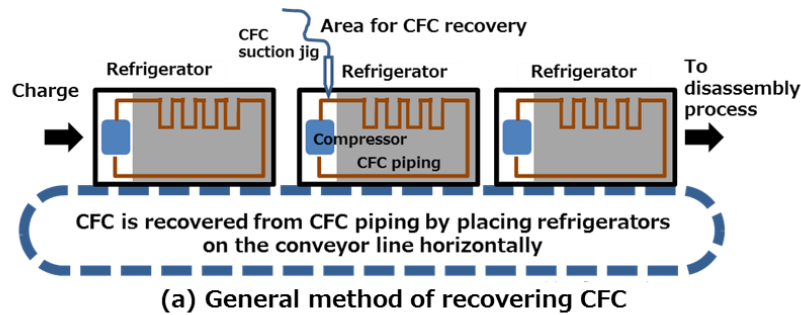 Area for CFC recovery
CFC
suction jig
Refrigerator
Refrigerator
Refrigerator
To
disassembly
process
Charge
Compressor
CFC piping
CFC is recovered from CFC piping by placing refrigerators
on the conveyor line horizontally
(a) General method of recovering CFC